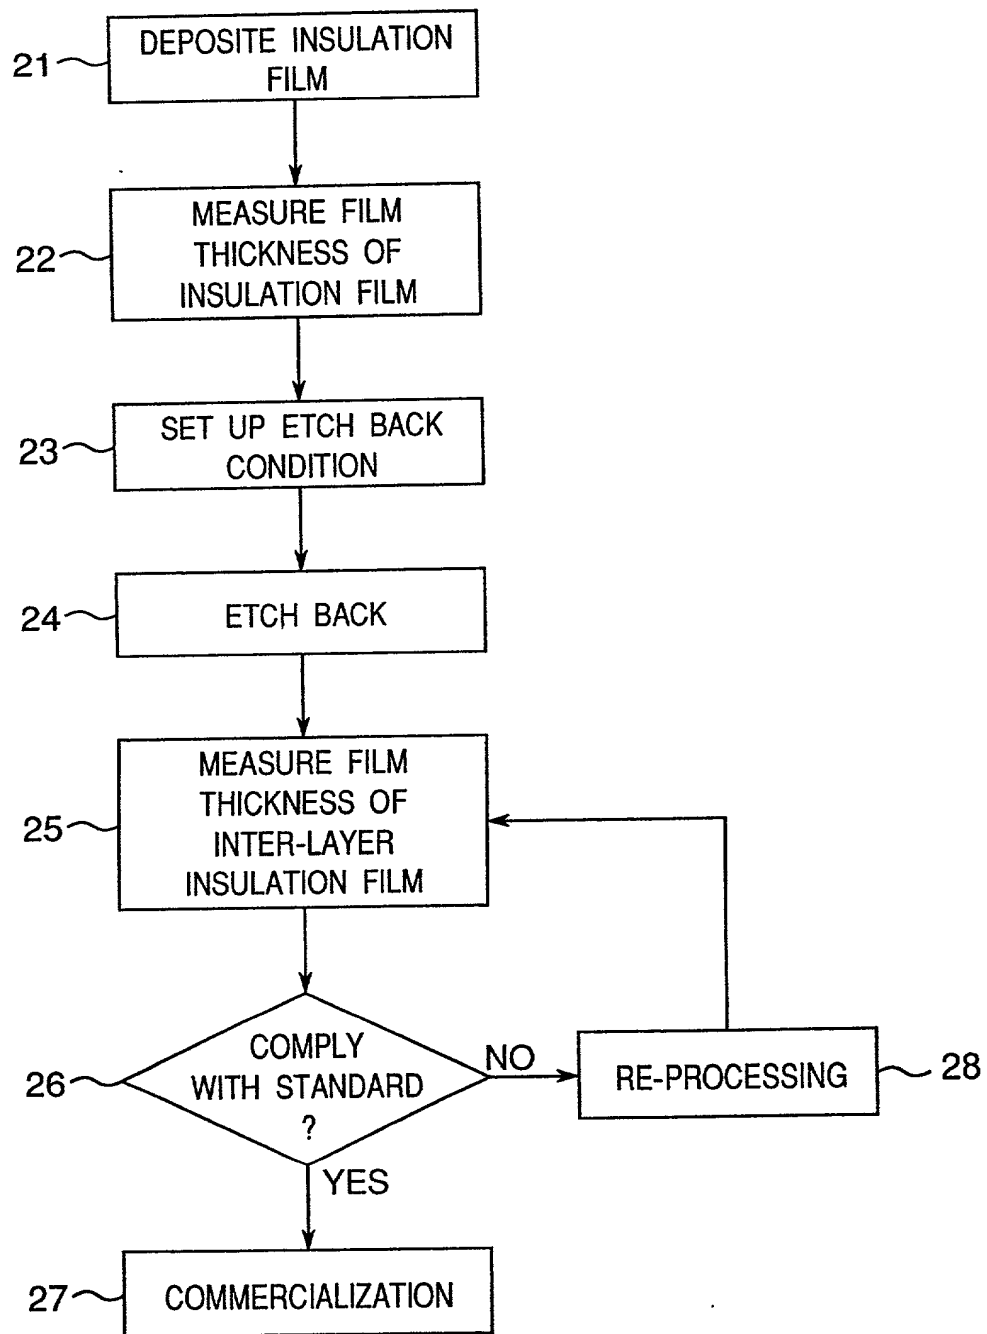 21
DEPOSITE INSULATION
FILM
22
MEASURE FILM
THICKNESS OF
INSULATION FILM
23
SET UP ETCH BACK
CONDITION
24
ETCH BACK
25
MEASURE FILM
THICKNESS OF
INTER-LAYER
INSULATION FILM
26
COMPLY
WITH STANDARD
?
NO
RE-PROCESSING
28
YES
27
COMMERCIALIZATION